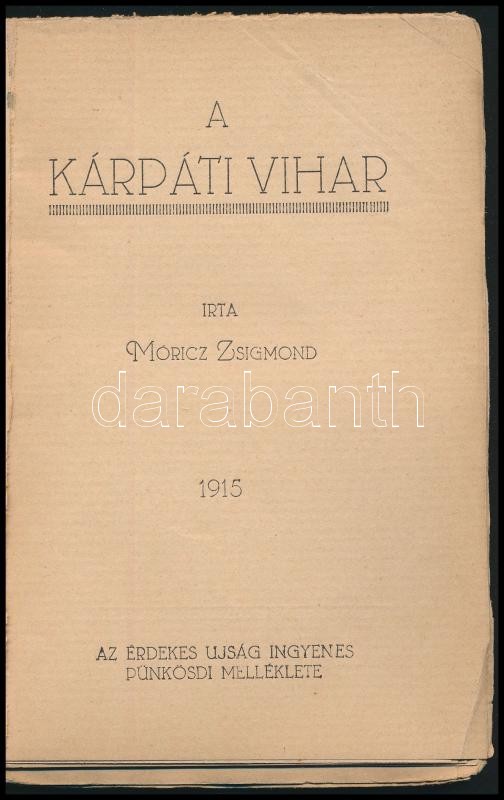 A
KÁRPÁTI VIHAR
IRTA
MÓRICZ ZSIGMOND
darabanth
1915
AZ ÉRDEKES UJSÁG INGYENES
PÜNKÖSDI MELLÉKLETE